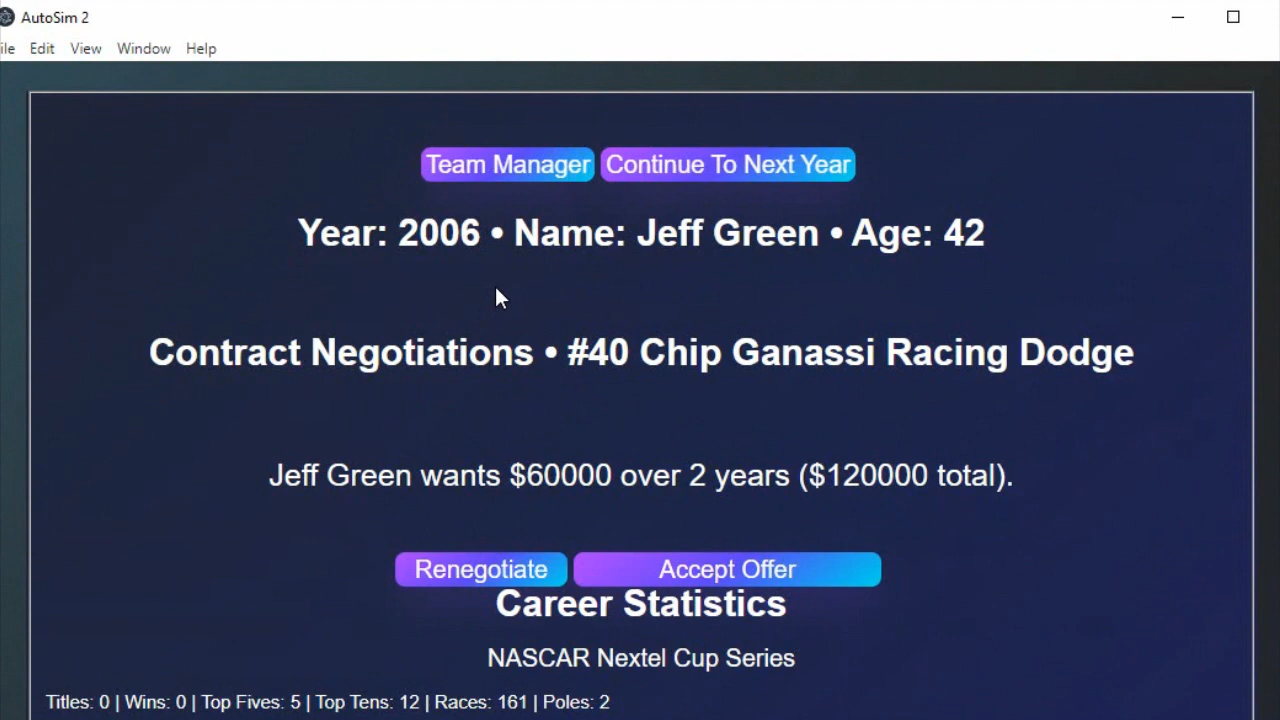 AutoSim 2
ile Edit View Window Help
Team Manager Continue To Next Year
Year: 2006 • Name: Jeff Green • Age: 42
Contract Negotiations • #40 Chip Ganassi Racing Dodge
Jeff Green wants $60000 over 2 years ($120000 total).
Renegotiate Accept Offer
Career Statistics
NASCAR Nextel Cup Series
Titles: 0 | Wins: 0 | Top Fives: 5 | Top Tens: 12 | Races: 161 | Poles: 2